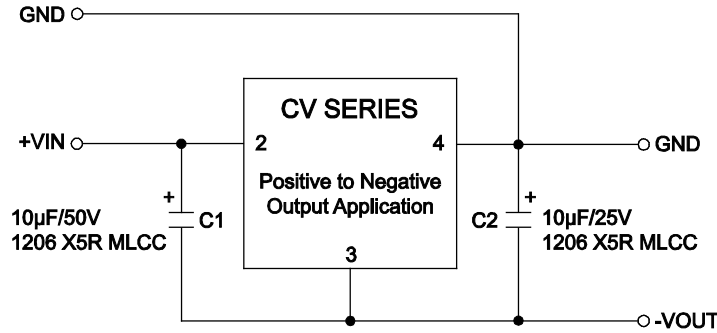 GND
CV SERIES
+VIN
2
4
GND
Positive to Negative
Output Application
+
C1
10µF/50V
1206 X5R MLCC
+
C2
10µF/25V
1206 X5R MLCC
3
-VOUT